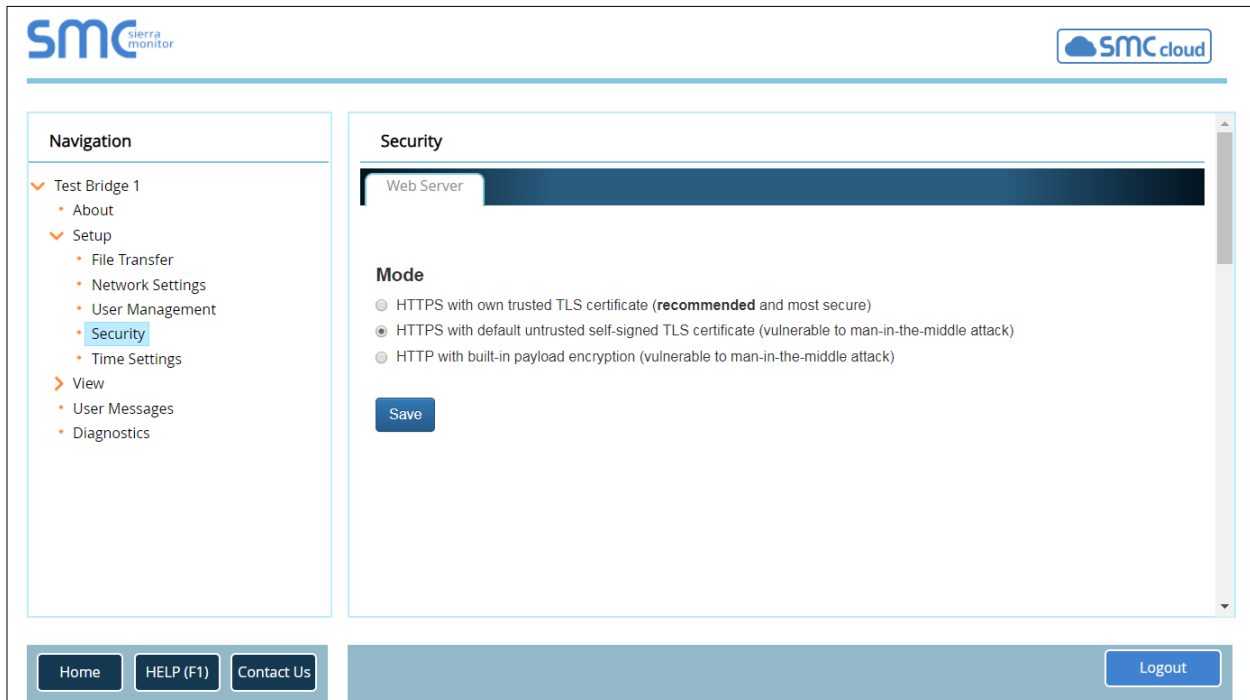 SMC sierra monitor
SMC cloud
Navigation
Test Bridge 1
About
Setup
File Transfer
Network Settings
User Management
Security
Time Settings
View
User Messages
Diagnostics
Security
Web Server
Mode
HTTPS with own trusted TLS certificate (recommended and most secure)
HTTPS with default untrusted self-signed TLS certificate (vulnerable to man-in-the-middle attack)
HTTP with built-in payload encryption (vulnerable to man-in-the-middle attack)
Save
Home
HELP (F1)
Contact Us
Logout